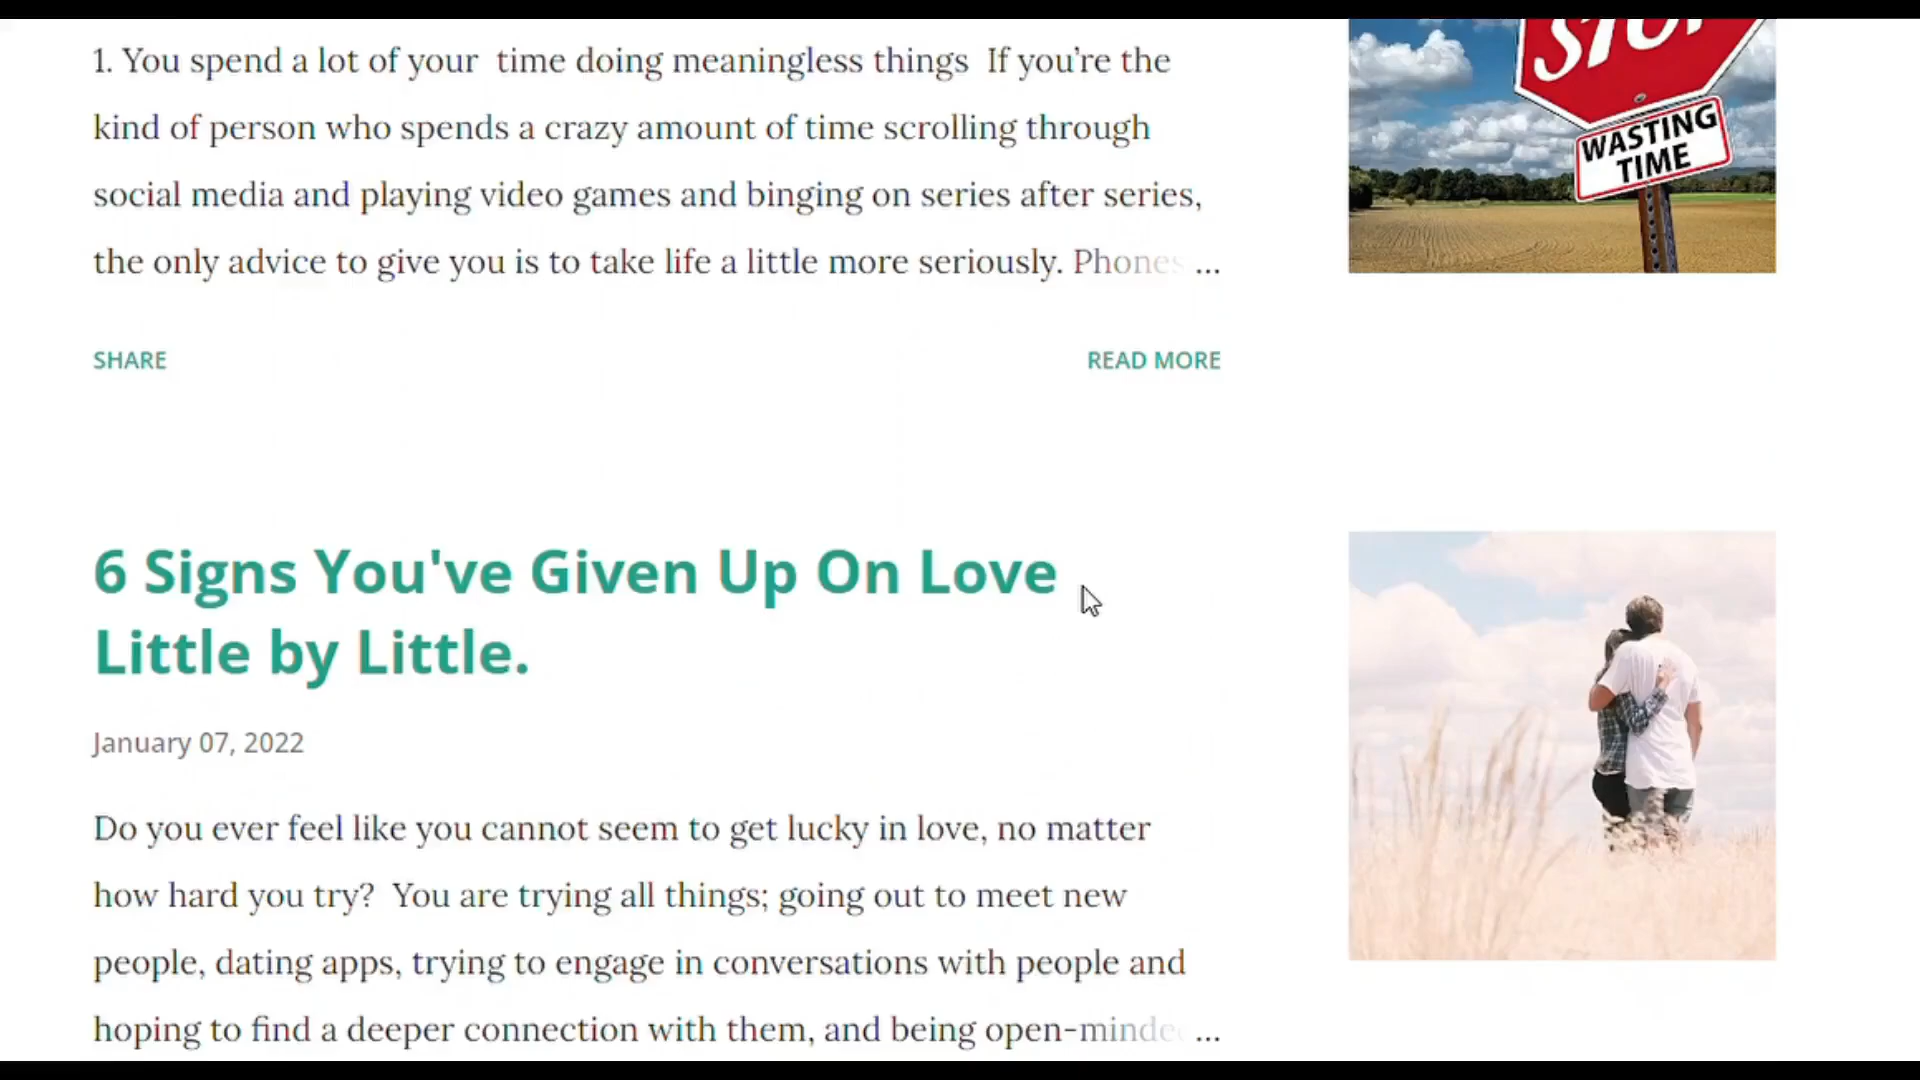 1. You spend a lot of your  time doing meaningless things  If you’re the
kind of person who spends a crazy amount of time scrolling through
social media and playing video games and binging on series after series,
the only advice to give you is to take life a little more seriously. Phones ...
STOP
WASTING
TIME
SHARE
READ MORE
6 Signs You've Given Up On Love
Little by Little.
January 07, 2022
Do you ever feel like you cannot seem to get lucky in love, no matter
how hard you try?  You are trying all things; going out to meet new
people, dating apps, trying to engage in conversations with people and
hoping to find a deeper connection with them, and being open-minde ...